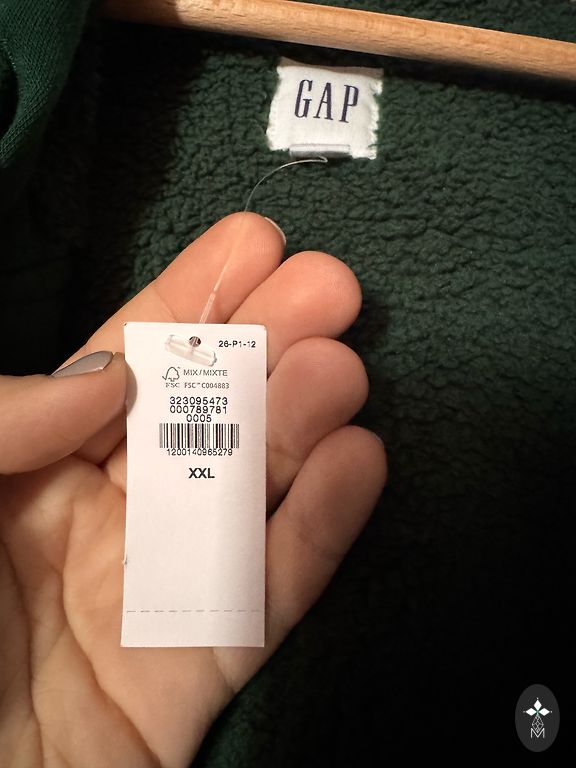 GAP
26-P1-12
MIX/MIXTE
FSC FSC™ C004883
323095473
000789781
0005
1200140965279
XXL
M